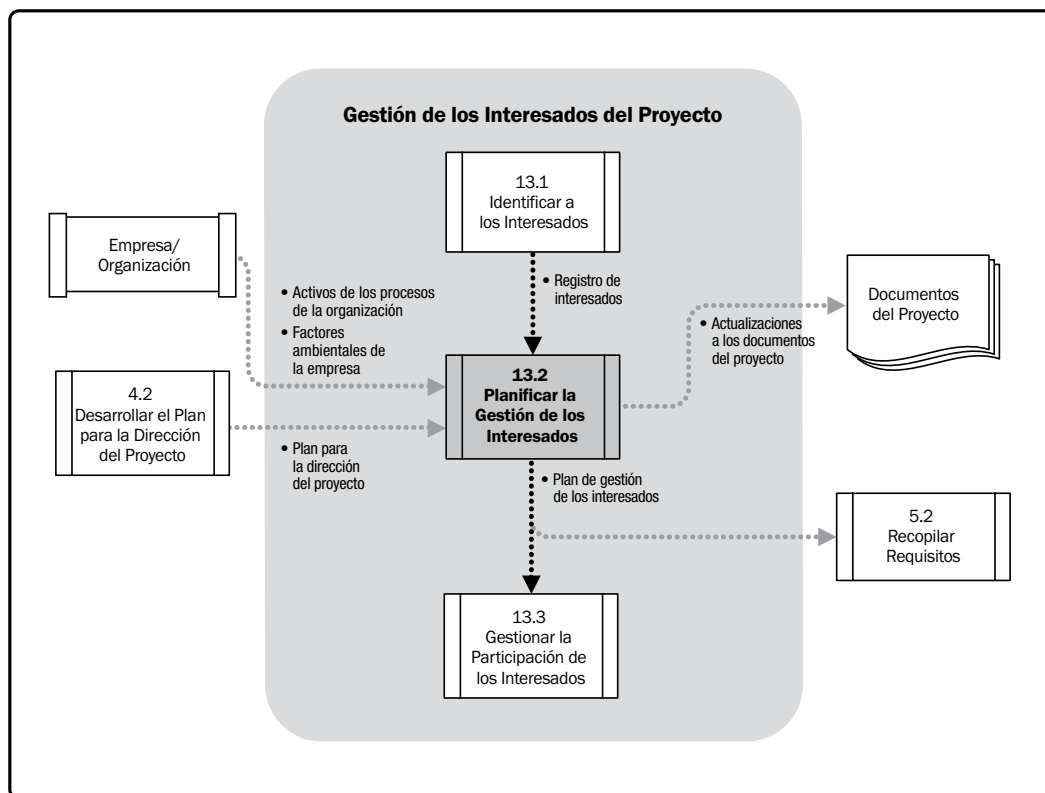 Gestión de los Interesados del Proyecto
13.1
Identificar a
los Interesados
Empresa/
Organización
• Registro de
interesados
• Activos de los procesos
de la organización
• Factores
ambientales de
la empresa
Documentos
del Proyecto
• Actualizaciones
a los documentos
del proyecto
13.2
Planificar la
Gestión de los
Interesados
4.2
Desarrollar el Plan
para la Dirección
del Proyecto
• Plan para
la dirección
del proyecto
• Plan de gestión
de los interesados
5.2
Recopilar
Requisitos
13.3
Gestionar la
Participación de
los Interesados